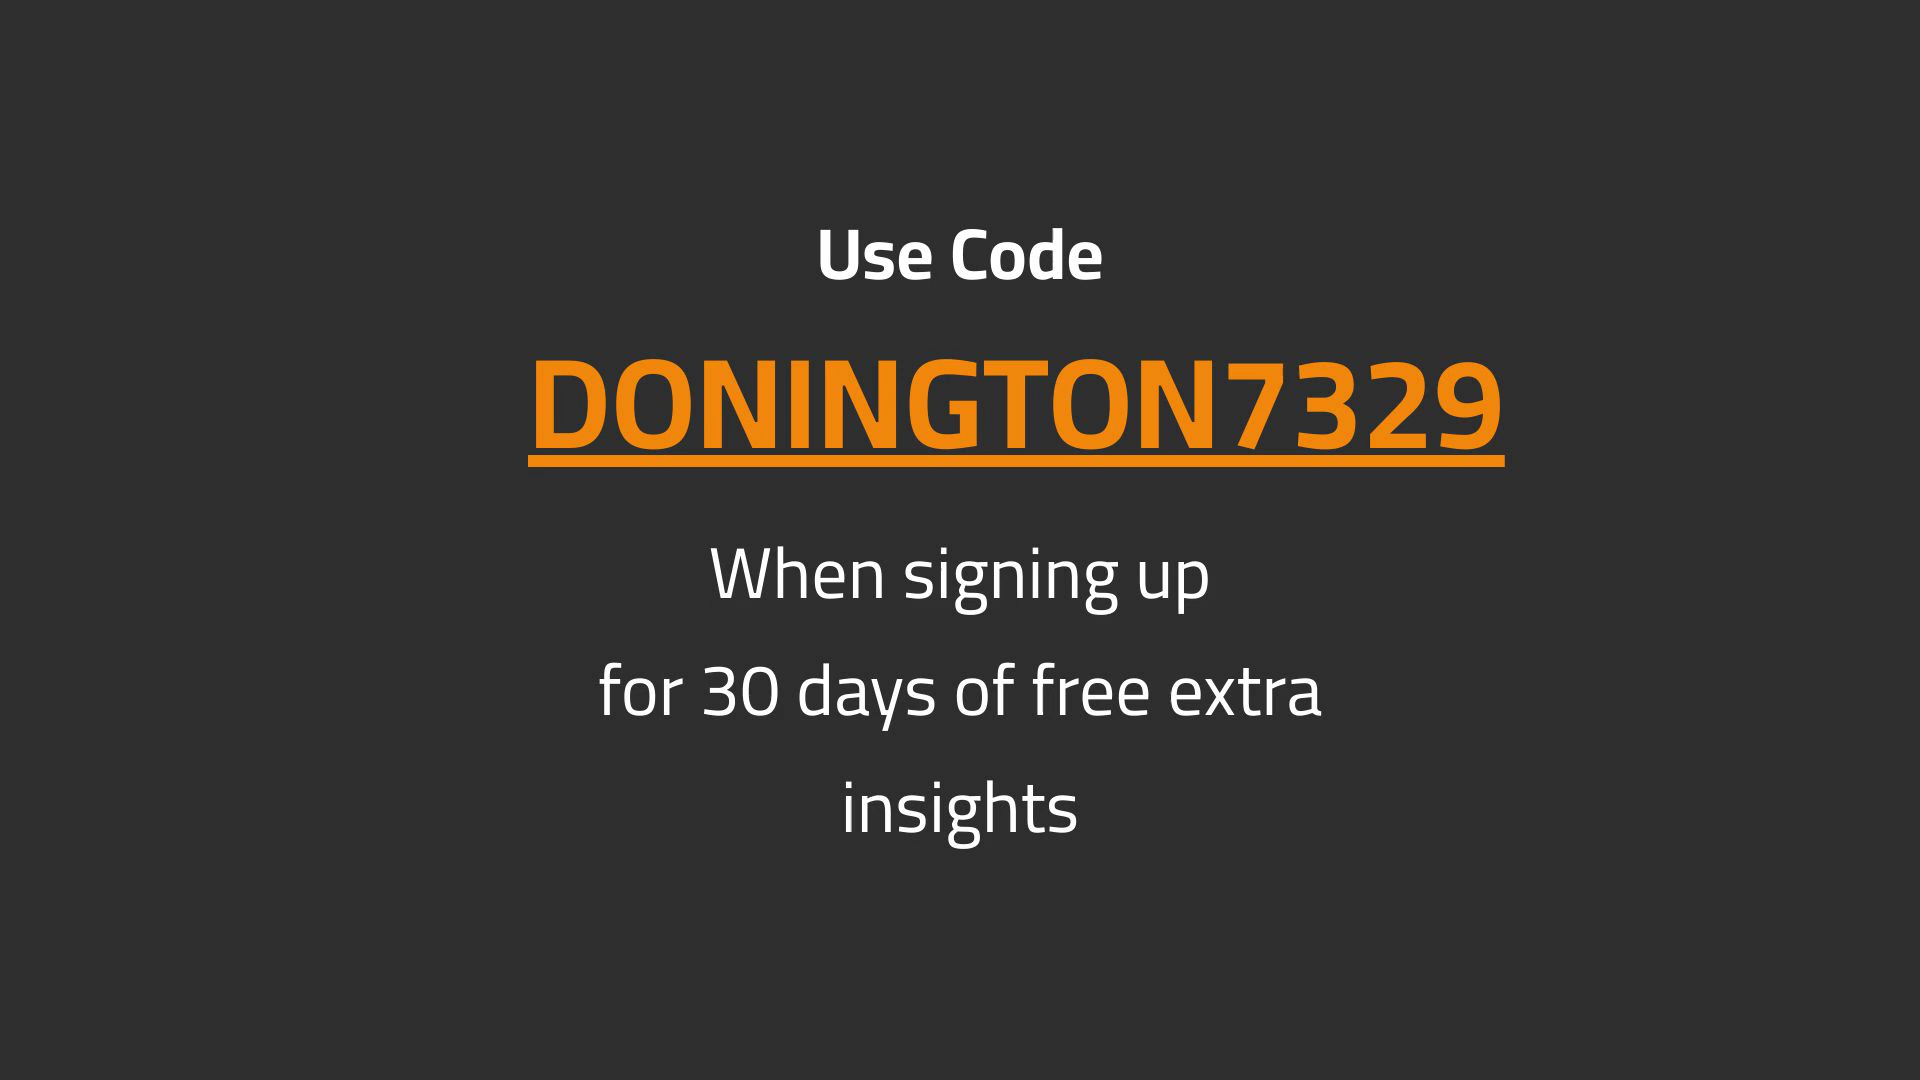 Use Code
DONINGTON7329
When signing up
for 30 days of free extra
insights